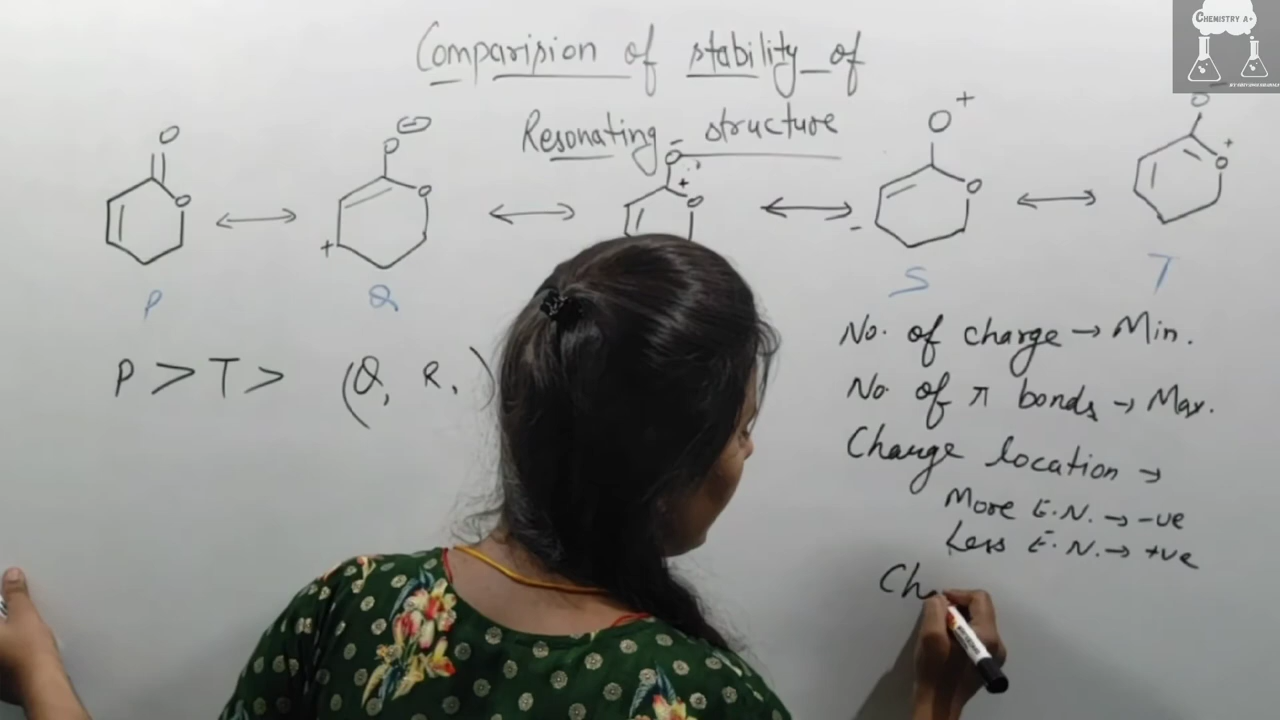 CHEMISTRY A+
Comparision of stability of
Resonating structure
O
O
O ⊖
O
+
O -
+
O
O +
O
-
O -
+
O
P
Q
S
T
P > T > (Q, R, )
No. of charge → Min.
No. of π bonds → Max.
Charge location →
More E.N. → -ve
Less E.N. → +ve
Ch